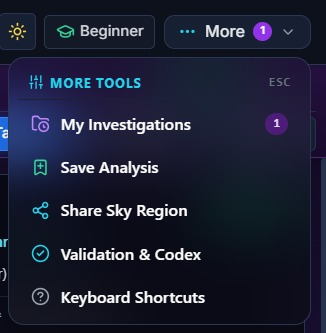 Beginner
More 1
MORE TOOLS ESC
My Investigations 1
Save Analysis
Share Sky Region
Validation & Codex
Keyboard Shortcuts